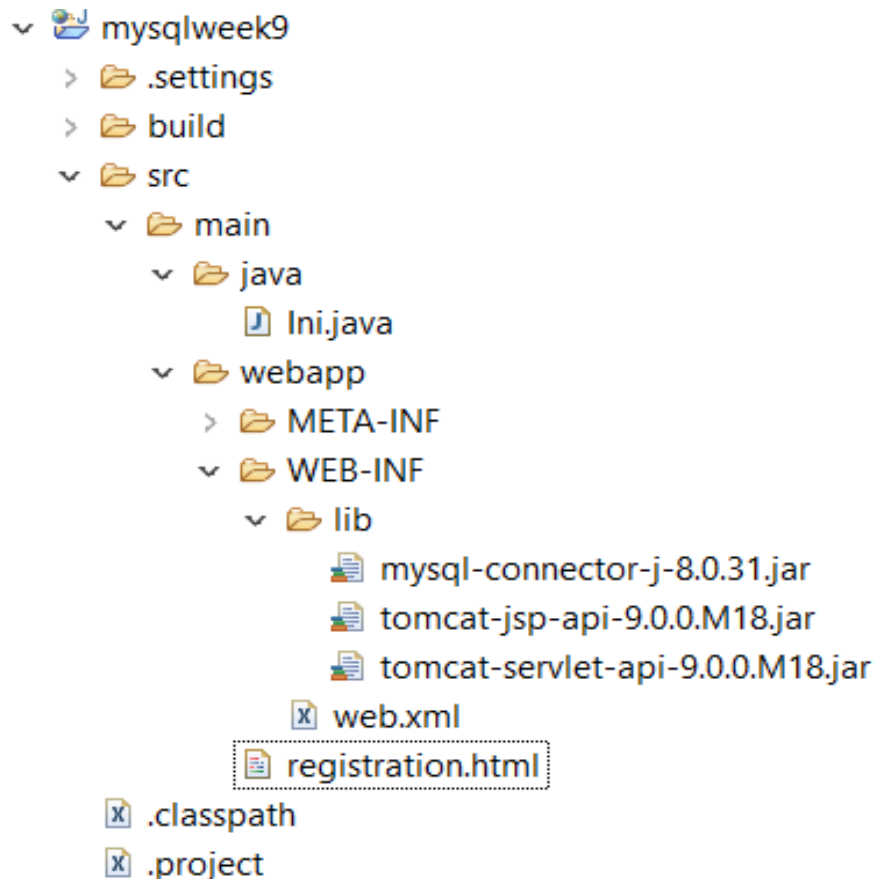 mysqlweek9
.settings
build
src
main
java
Ini.java
webapp
META-INF
WEB-INF
lib
mysql-connector-j-8.0.31.jar
tomcat-jsp-api-9.0.0.M18.jar
tomcat-servlet-api-9.0.0.M18.jar
web.xml
registration.html
.classpath
.project